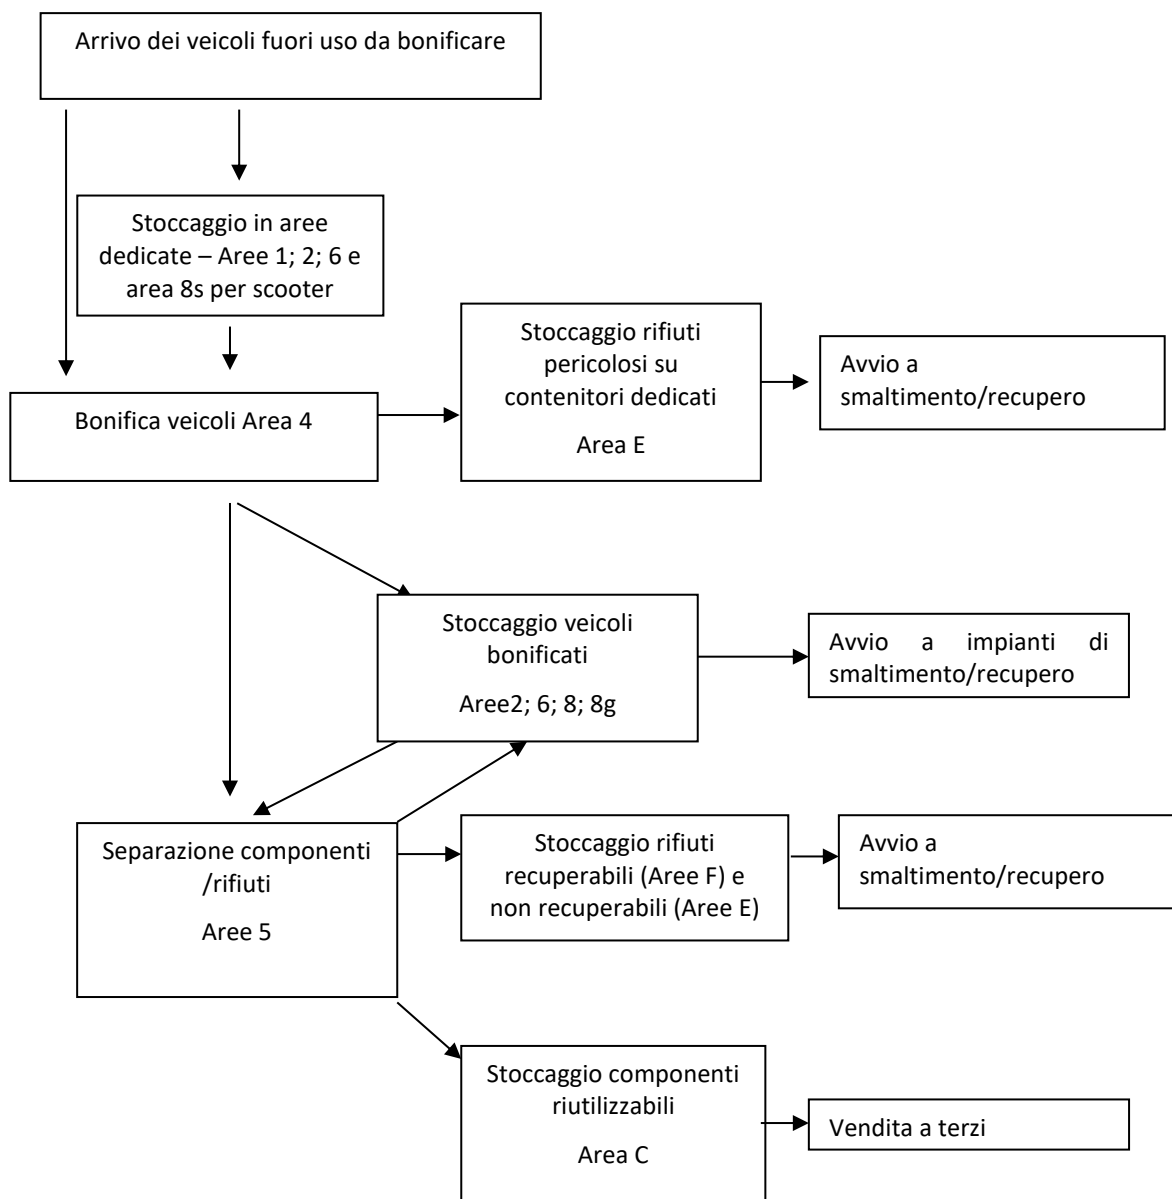 Arrivo dei veicoli fuori uso da bonificare
Stoccaggio in aree
dedicate – Aree 1; 2; 6 e
area 8s per scooter
Stoccaggio rifiuti
pericolosi su
contenitori dedicati
Area E
Avvio a
smaltimento/recupero
Bonifica veicoli Area 4
Stoccaggio veicoli
bonificati
Aree2; 6; 8; 8g
Avvio a impianti di
smaltimento/recupero
Separazione componenti
/rifiuti
Aree 5
Stoccaggio rifiuti
recuperabili (Aree F) e
non recuperabili (Aree E)
Avvio a
smaltimento/recupero
Stoccaggio componenti
riutilizzabili
Area C
Vendita a terzi